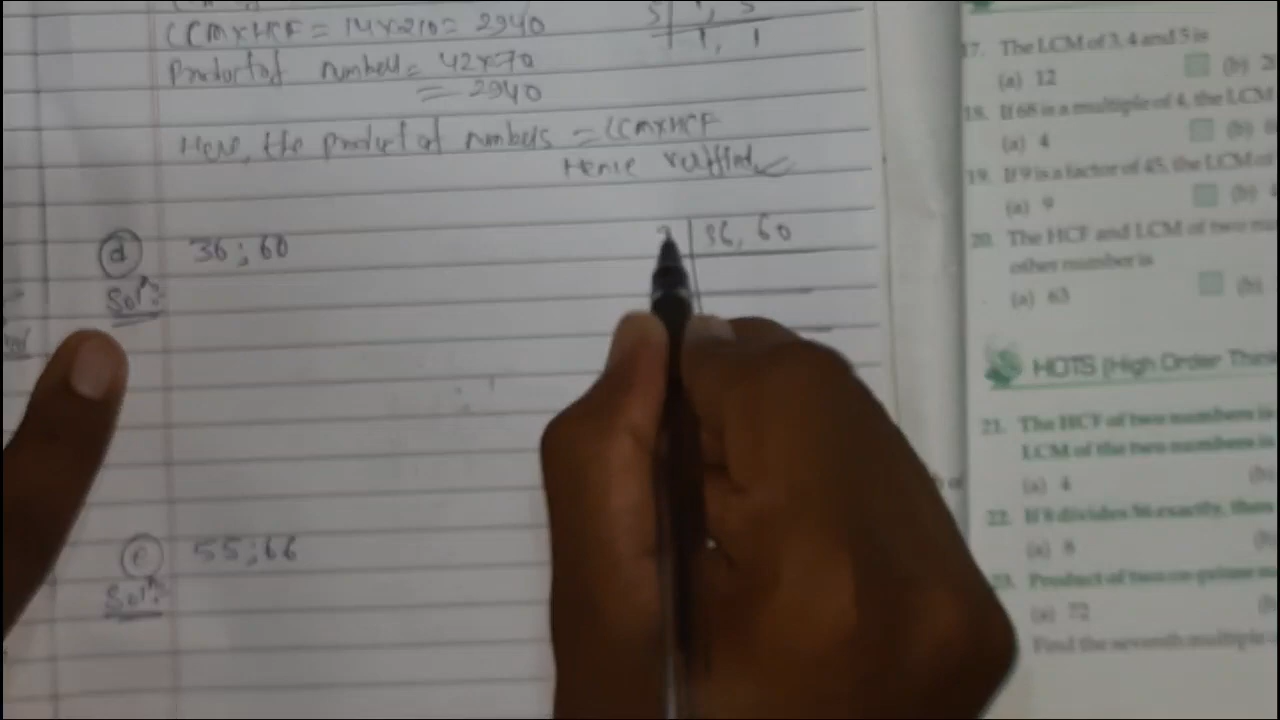 LCM×HCF = 14×210 = 2940
5
1, 1
Product of numbers = 42×70
= 2940
Here, the product of numbers = LCM×HCF
Hence verified
(d) 36; 60
36, 60
Sol^n:
55; 66
Sol^n:
17. The LCM of 3, 4 and 5 is
(a) 12
(b) 2
18. If 68 is a multiple of 4, the LCM
(a) 4
(b)
19. If 9 is a factor of 45, the LCM of
(a) 9
(b)
20. The HCF and LCM of two
other number is
(a) 63
(b)
HOTS (High Order Think
21. The HCF of two numbers is
LCM of the two numbers is
(a) 4
(b)
22. If 8 divides 56 exactly, then
(a) 8
(b)
23. Product of two co-prime
(a) 72
(b)
Find the seventh multiple